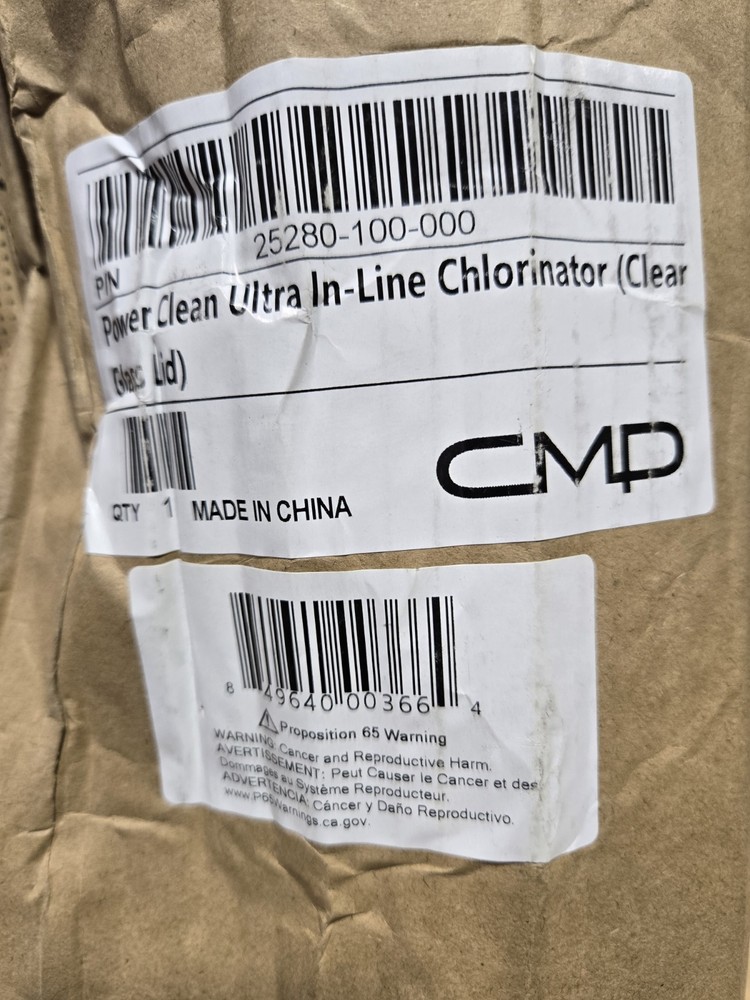 25280-100-000
P/N
Power Clean Ultra In-Line Chlorinator (Clear
Glass Lid)
CMP
QTY 1 MADE IN CHINA
8 49640 00366 4
Proposition 65 Warning
WARNING: Cancer and Reproductive Harm.
AVERTISSEMENT: Peut Causer le Cancer et des
Dommages au Système Reproducteur.
ADVERTENCIA: Cáncer y Daño Reproductivo.
www.P65Warnings.ca.gov.